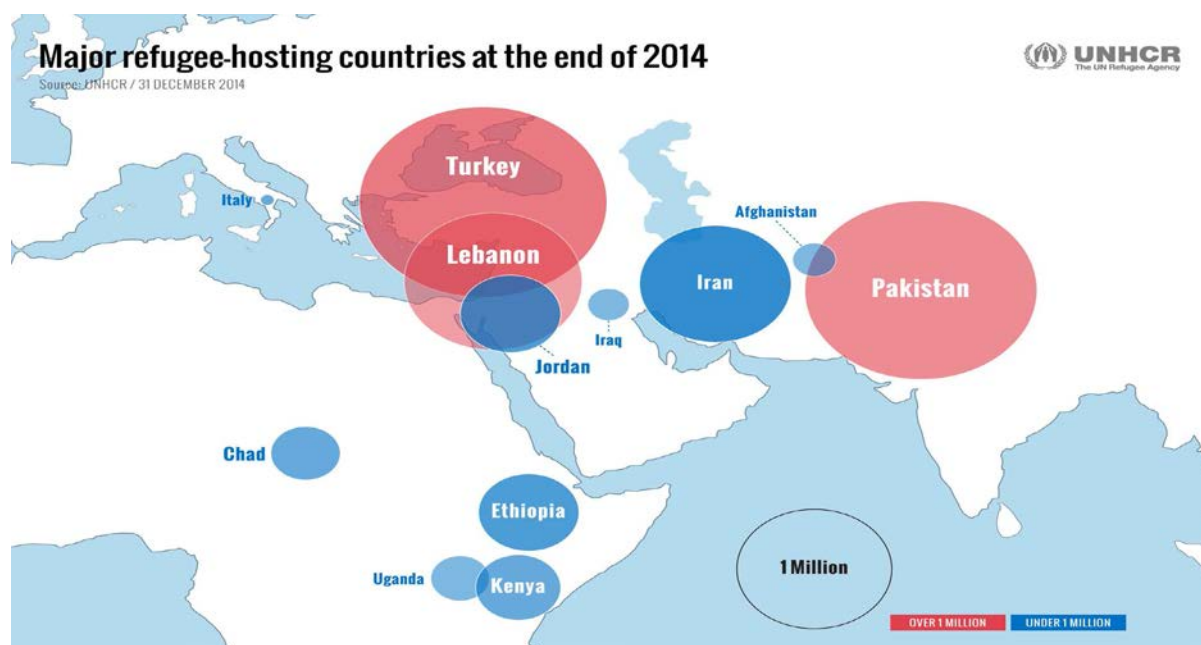 Major refugee-hosting countries at the end of 2014
Source: UNHCR / 31 DECEMBER 2014
UNHCR
The UN Refugee Agency
Turkey
Italy
Afghanistan
Lebanon
Iran
Pakistan
Iraq
Jordan
Chad
Ethiopia
1 Million
Uganda
Kenya
OVER 1 MILLION
UNDER 1 MILLION